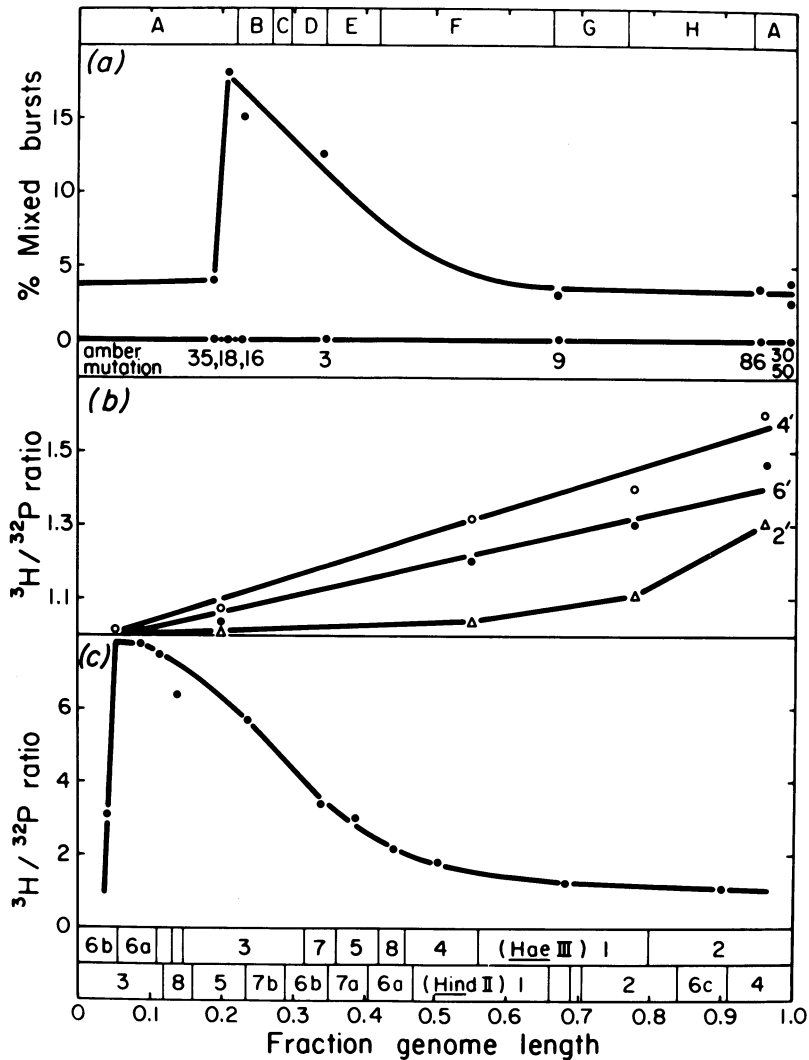 A B C D E F G H A
(a)
% Mixed bursts
15
10
5
0
amber mutation 35,18,16 3 9 86 30 50
(b)
³H/³²P ratio
1.5
1.3
1.1
4′
6′
2′
(c)
³H/³²P ratio
6
4
2
0
6b 6a 3 7 5 8 4 (Hae III) 1 2
3 8 5 7b 6b 7a 6a (Hind II) 1 2 6c 4
0 0.1 0.2 0.3 0.4 0.5 0.6 0.7 0.8 0.9 1.0
Fraction genome length